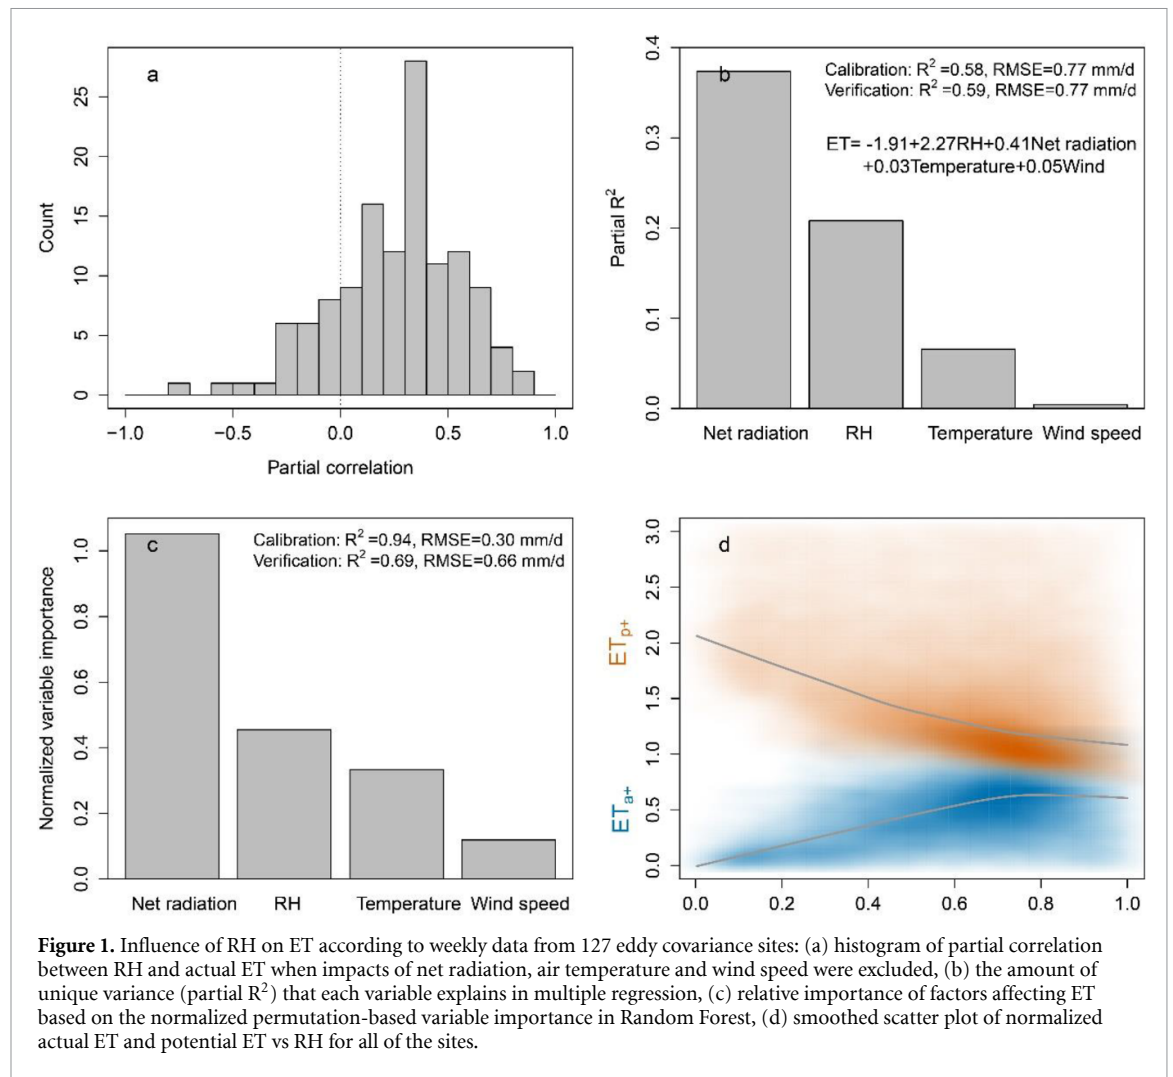 a
25
20
15
10
5
0
Count
−1.0 −0.5 0.0 0.5 1.0
Partial correlation
b
Calibration: R² =0.58, RMSE=0.77 mm/d
Verification: R² =0.59, RMSE=0.77 mm/d
ET= -1.91+2.27RH+0.41Net radiation
+0.03Temperature+0.05Wind
0.4
0.3
0.2
0.1
0.0
Partial R²
Net radiation RH Temperature Wind speed
c
Calibration: R² =0.94, RMSE=0.30 mm/d
Verification: R² =0.69, RMSE=0.66 mm/d
1.0
0.8
0.6
0.4
0.2
0.0
Normalized variable importance
Net radiation RH Temperature Wind speed
d
3.0
2.5
2.0
1.5
1.0
0.5
0.0
ETp+
ETa+
0.0 0.2 0.4 0.6 0.8 1.0
Figure 1. Influence of RH on ET according to weekly data from 127 eddy covariance sites: (a) histogram of partial correlation
between RH and actual ET when impacts of net radiation, air temperature and wind speed were excluded, (b) the amount of
unique variance (partial R²) that each variable explains in multiple regression, (c) relative importance of factors affecting ET
based on the normalized permutation-based variable importance in Random Forest, (d) smoothed scatter plot of normalized
actual ET and potential ET vs RH for all of the sites.